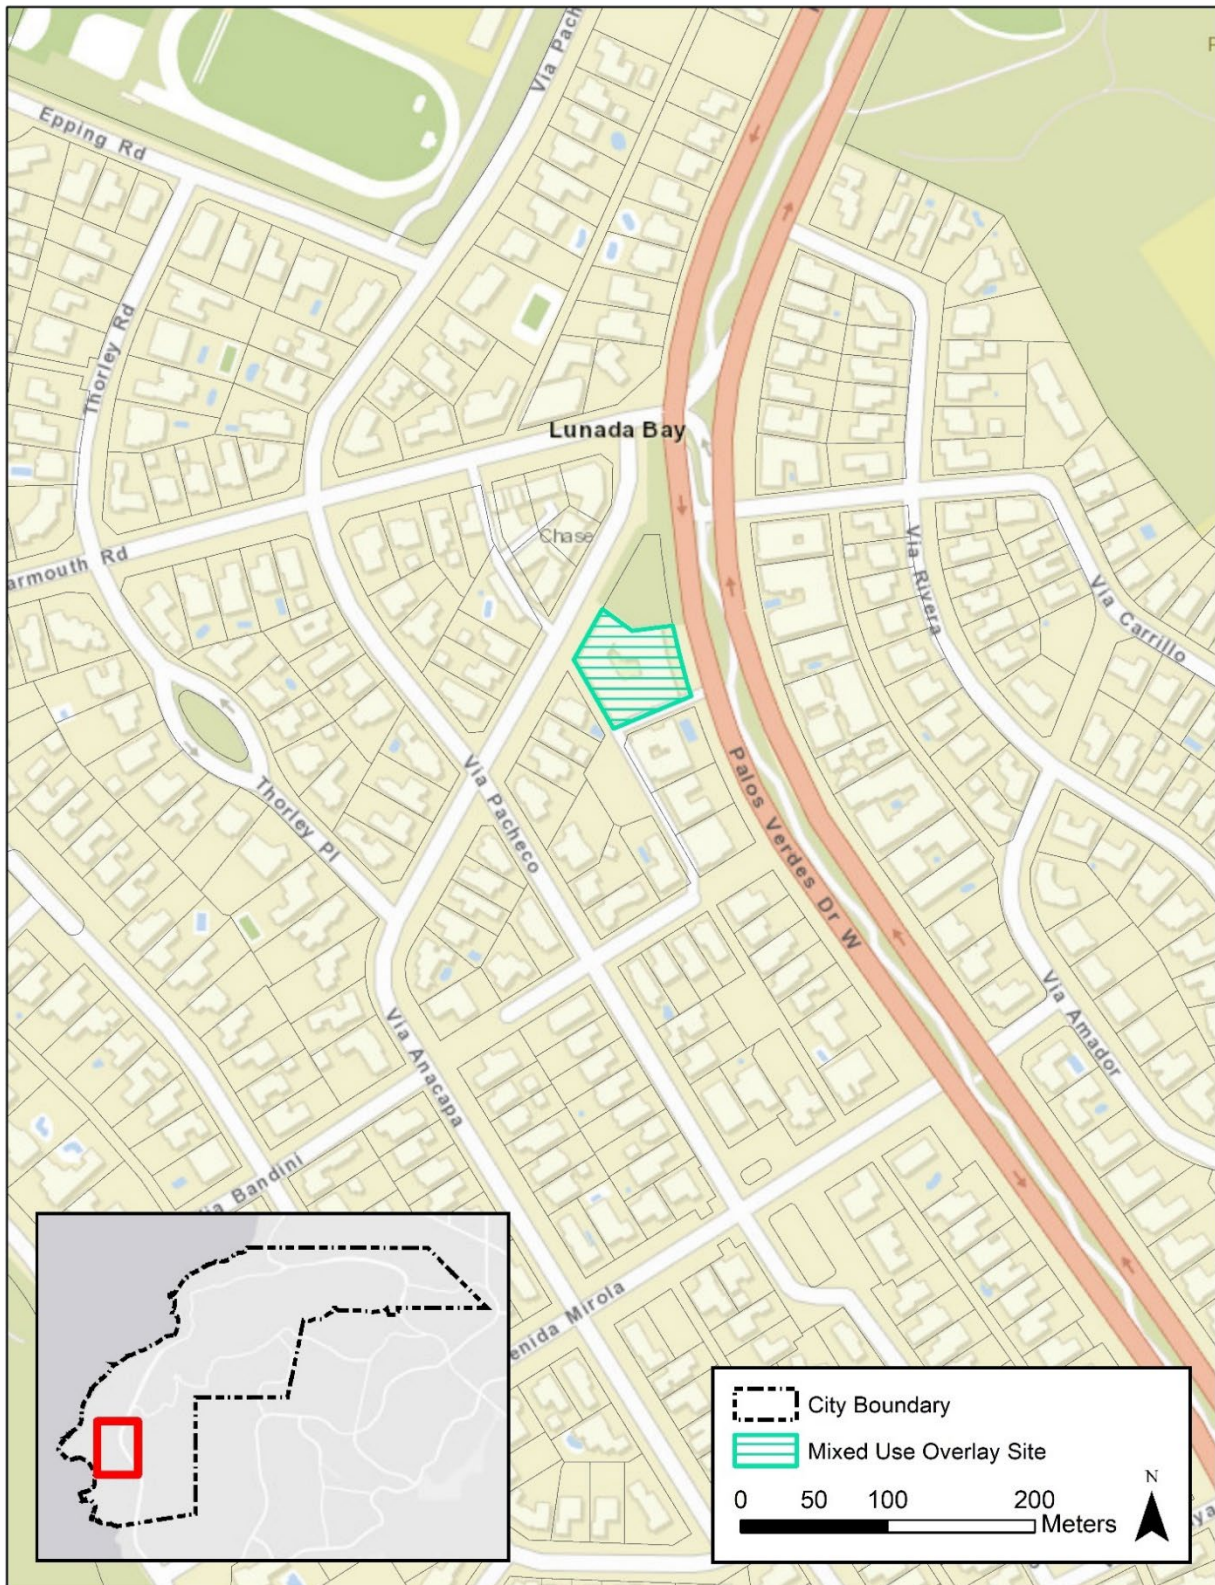 Via Pach
Epping Rd
Thorley Rd
Lunada Bay
Chase
armouth Rd
Via Rivera
Via Carrillo
Thorley Pl
Via Pacheco
Palos Verdes Dr W
Via Amador
Via Anacapa
ia Bandini
enida Mirola
City Boundary
Mixed Use Overlay Site
N
0 50 100 200
Meters